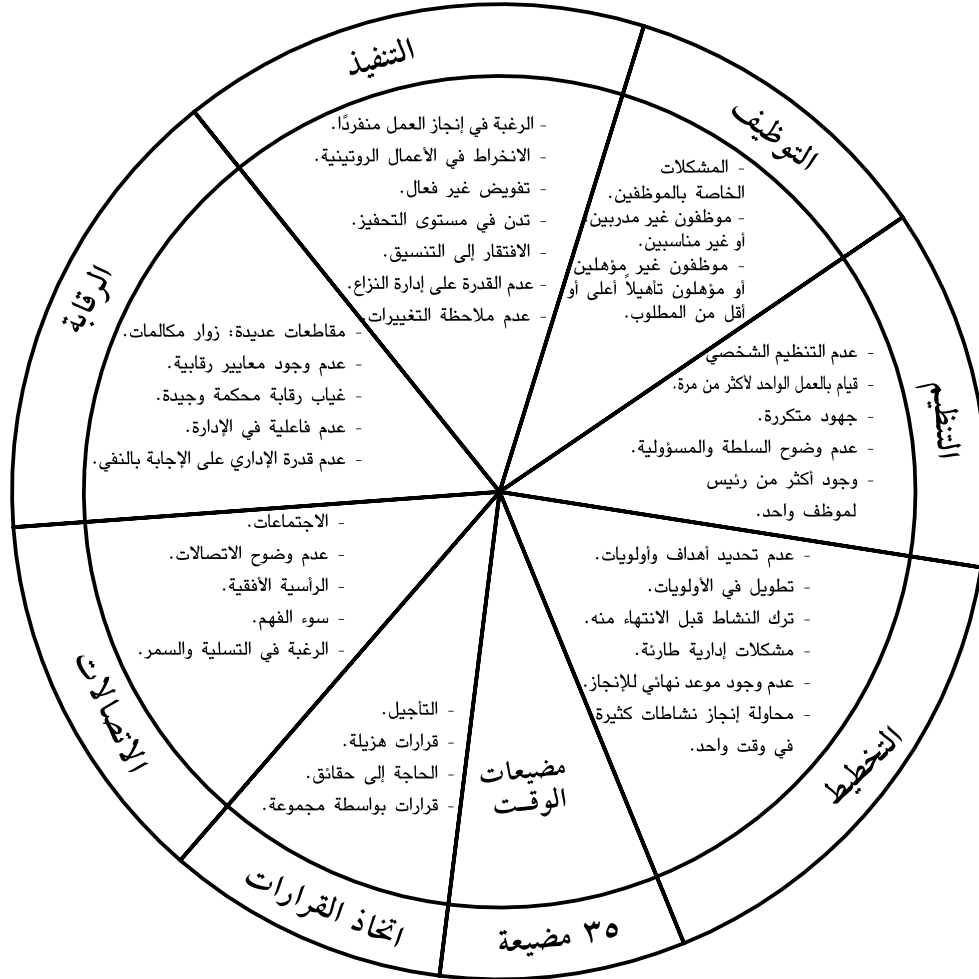 التنفيذ
- الرغبة في إنجاز العمل منفردًا.
- الانخراط في الأعمال الروتينية.
- تفويض غير فعال.
- تدن في مستوى التحفيز.
- الافتقار إلى التنسيق.
- عدم القدرة على إدارة النزاع.
- عدم ملاحظة التغييرات.
التوظيف
- المشكلات
الخاصة بالموظفين.
- موظفون غير مدربين.
أو غير مناسبين.
- موظفون غير مؤهلين
أو مؤهلون تأهيلاً أعلى أو
أقل من المطلوب.
التنظيم
- عدم التنظيم الشخصي
- قيام بالعمل الواحد لأكثر من مرة.
- جهود متكررة.
- عدم وضوح السلطة والمسؤولية.
- وجود أكثر من رئيس
لموظف واحد.
التخطيط
- عدم تحديد أهداف وأولويات.
- تطويل في الأولويات.
- ترك النشاط قبل الانتهاء منه.
- مشكلات إدارية طارئة.
- عدم وجود موعد نهائي للإنجاز.
- محاولة إنجاز نشاطات كثيرة
في وقت واحد.
مضيعات
الوقت
٣٥ مضيعة
اتخاذ القرارات
- التأجيل.
- قرارات هزيلة.
- الحاجة إلى حقائق.
- قرارات بواسطة مجموعة.
الاتصالات
- الاجتماعات.
- عدم وضوح الاتصالات.
- الرأسية الأفقية.
- سوء الفهم.
- الرغبة في التسلية والسمر.
الرقابة
- مقاطعات عديدة: زوار مكالمات.
- عدم وجود معايير رقابية.
- غياب رقابة محكمة وجيدة.
- عدم فاعلية في الإدارة.
- عدم قدرة الإداري على الإجابة بالنفي.